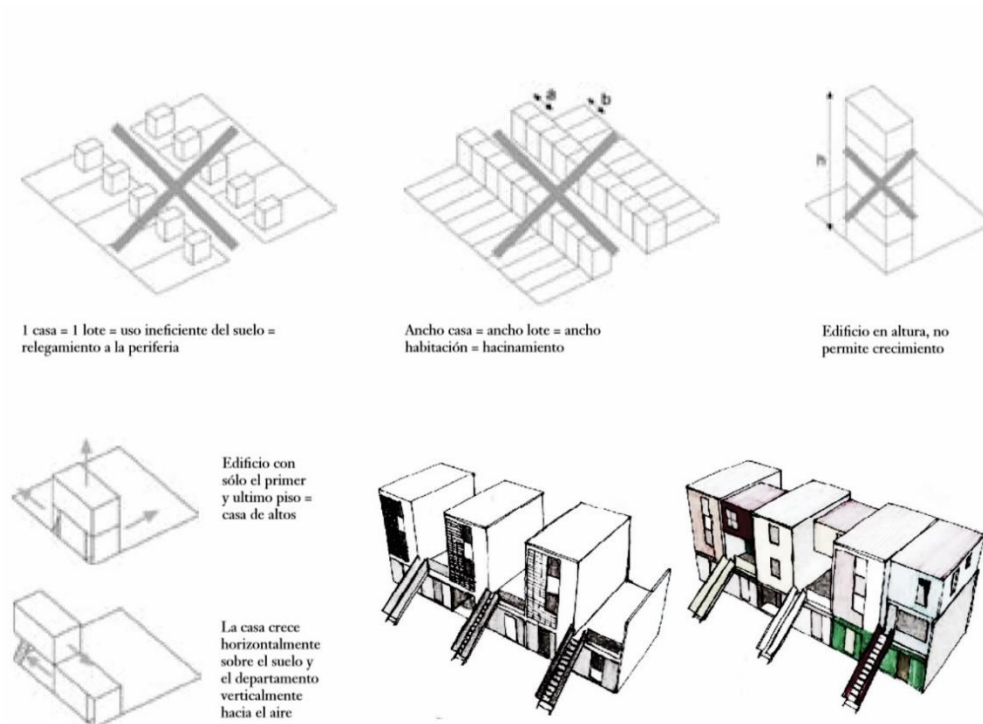 a
b
h
1 casa = 1 lote = uso ineficiente del suelo =
relegamiento a la periferia
Ancho casa = ancho lote = ancho
habitación = hacinamiento
Edificio en altura, no
permite crecimiento
Edificio con
sólo el primer
y ultimo piso =
casa de altos
La casa crece
horizontalmente
sobre el suelo y
el departamento
verticalmente
hacia el aire